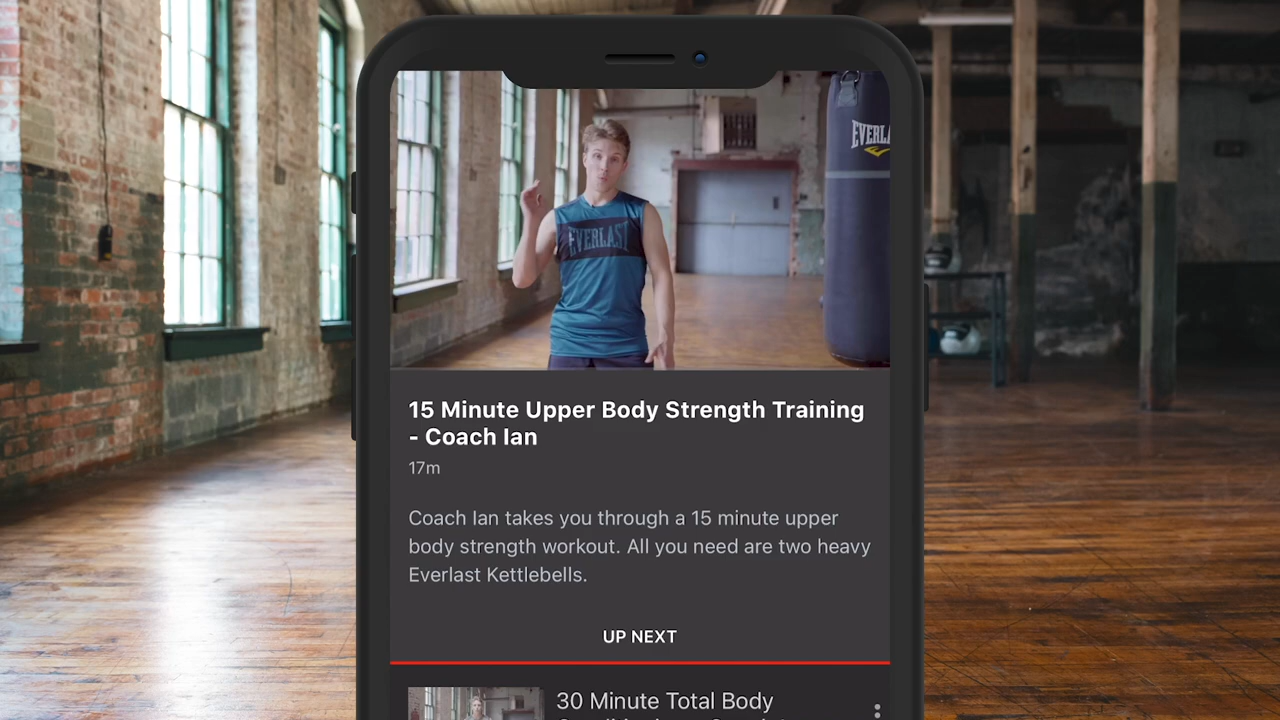 EVERLAST
15 Minute Upper Body Strength Training
- Coach Ian
17m
Coach Ian takes you through a 15 minute upper
body strength workout. All you need are two heavy
Everlast Kettlebells.
UP NEXT
30 Minute Total Body